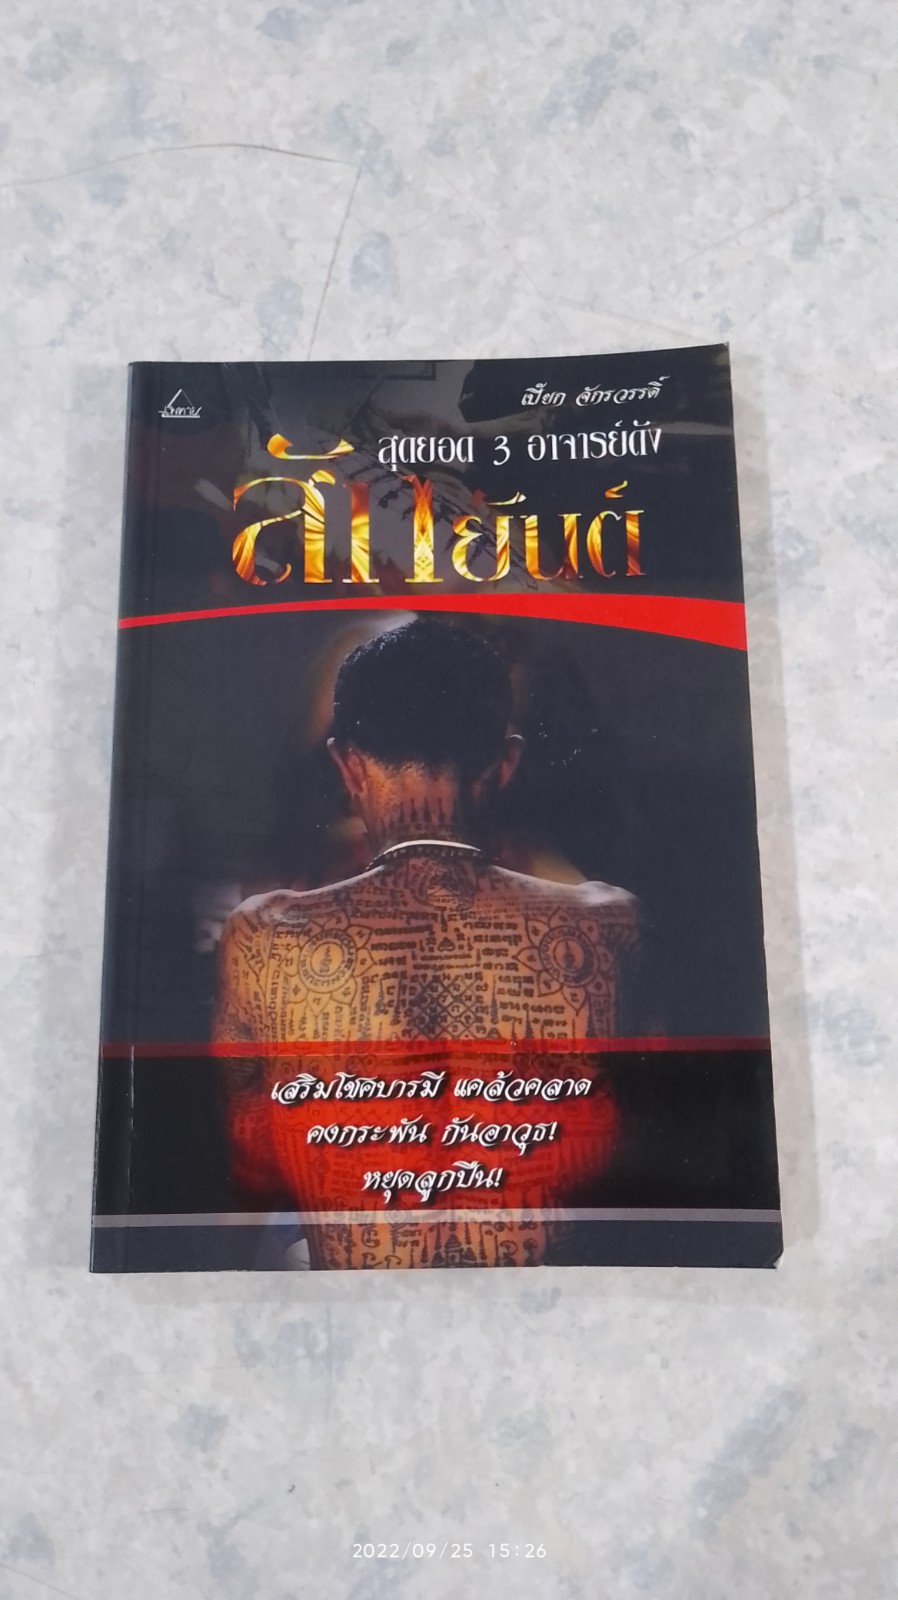 เปี๊ยก จักรวรรดิ์
สุดยอด 3 อาจารย์ดัง
สักยันต์
เสริมโชคบารมี แคล้วคลาด
คงกระพัน กันอาวุธ!
หยุดลูกปืน!
2022/09/25 15:26